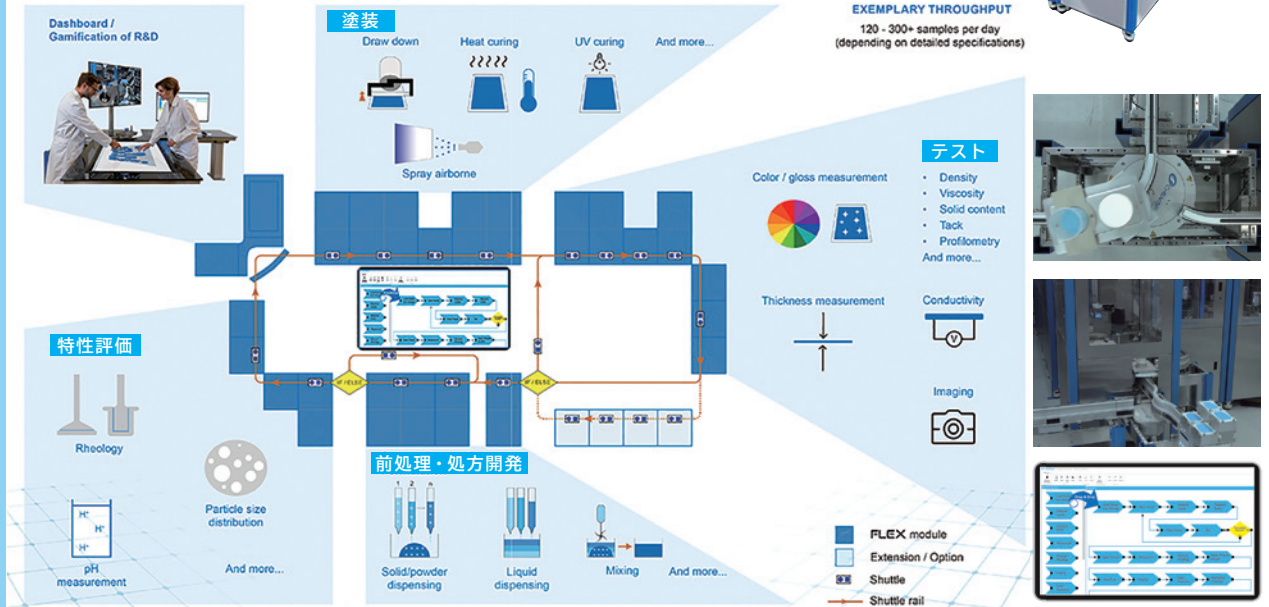 Dashboard /
Gamification of R&D
塗装
Draw down
Heat curing
UV curing
And more...
Spray airborne
EXEMPLARY THROUGHPUT
120 - 300+ samples per day
(depending on detailed specifications)
テスト
Color / gloss measurement
• Density
• Viscosity
• Solid content
• Tack
• Profilometry
And more...
Thickness measurement
Conductivity
V
Imaging
特性評価
Rheology
Particle size
distribution
H⁺
H⁺
H⁺
pH
measurement
And more...
IF / ELSE
IF / ELSE
前処理・処方開発
1 2 n
Solid/powder
dispensing
Liquid
dispensing
Mixing
And more...
FLEX module
Extension / Option
Shuttle
Shuttle rail